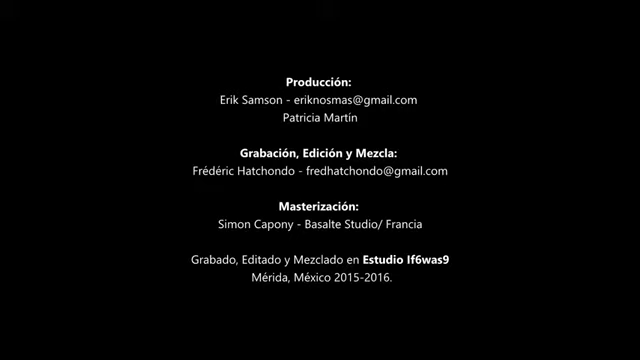 Producción:
Erik Samson - eriknosmas@gmail.com
Patricia Martín
Grabación, Edición y Mezcla:
Frédéric Hatchondo - fredhatchondo@gmail.com
Masterización:
Simon Capony - Basalte Studio/ Francia
Grabado, Editado y Mezclado en Estudio If6was9
Mérida, México 2015-2016.